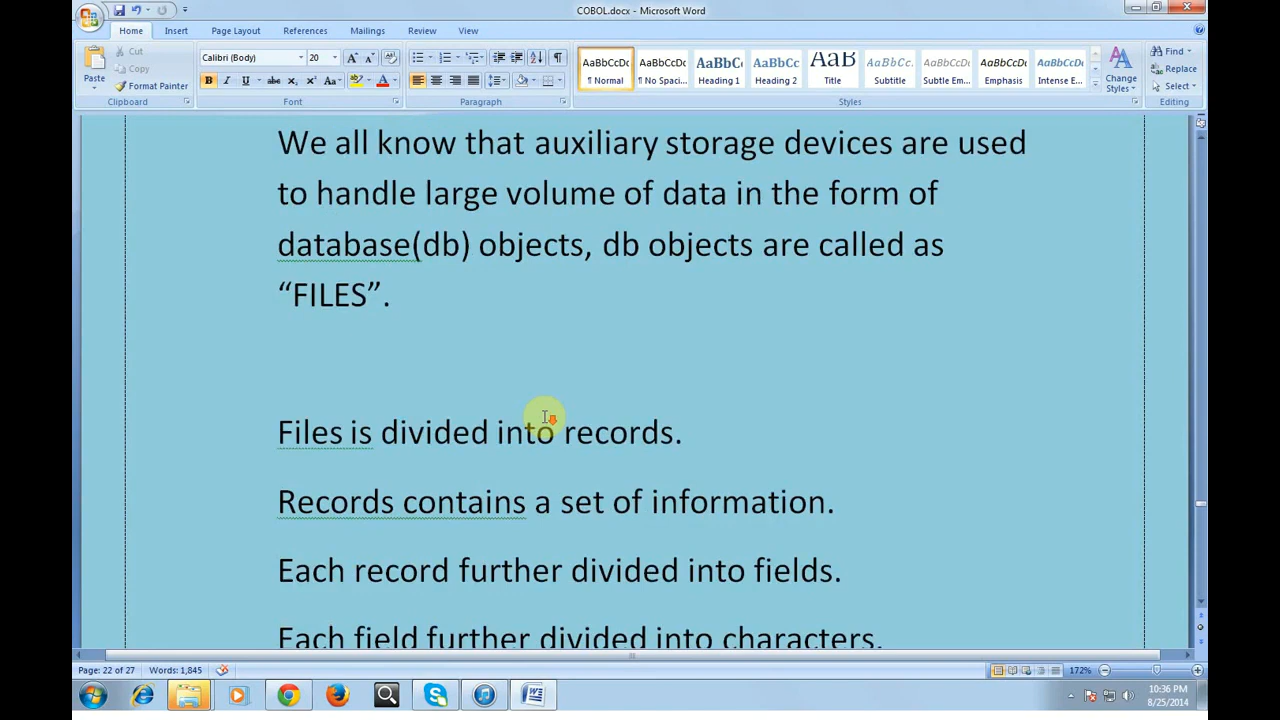 COBOL.docx - Microsoft Word
Home Insert Page Layout References Mailings Review View
Paste
Cut
Copy
Format Painter
Clipboard
Calibri (Body) 20
Font
Paragraph
AaBbCcDc AaBbCcDc AaBbC AaBbCc AaB AaBbCc. AaBbCcDc AaBbCcDc AaBbCcDc
¶ Normal ¶ No Spaci... Heading 1 Heading 2 Title Subtitle Subtle Em... Emphasis Intense E...
Styles
Change Styles
Find
Replace
Select
Editing
We all know that auxiliary storage devices are used
to handle large volume of data in the form of
database(db) objects, db objects are called as
“FILES”.
Files is divided into records.
Records contains a set of information.
Each record further divided into fields.
Each field further divided into characters.
Page: 22 of 27 Words: 1,845 172%
10:36 PM
8/25/2014